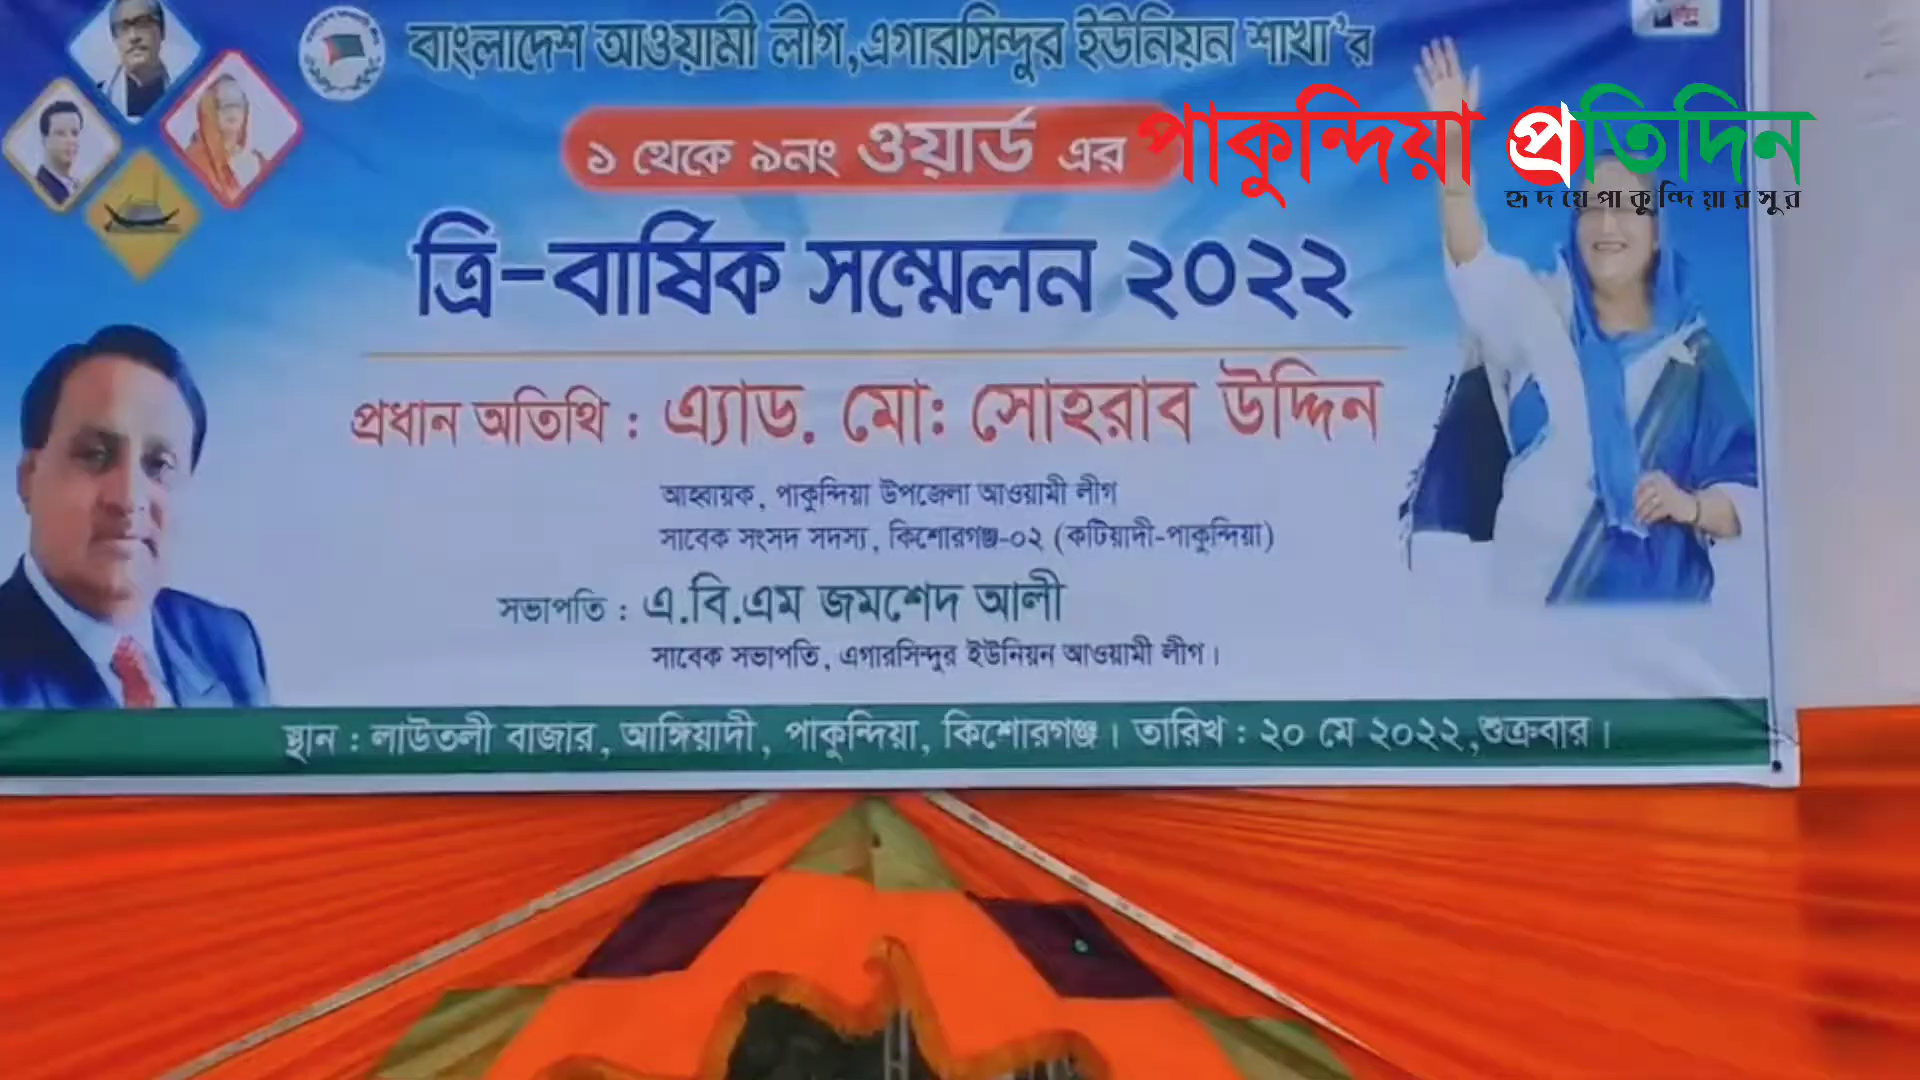 বাংলাদেশ আওয়ামী লীগ,এগারসিন্দুর ইউনিয়ন শাখা'র
১ থেকে ৯নং ওয়ার্ড এর
পাকুন্দিয়া প্রতিদিন
হৃদয়ে পাকুন্দিয়ার সুর
ত্রি-বার্ষিক সম্মেলন ২০২২
প্রধান অতিথি : এ্যাড. মো: সোহরাব উদ্দিন
আহ্বায়ক, পাকুন্দিয়া উপজেলা আওয়ামী লীগ
সাবেক সংসদ সদস্য, কিশোরগঞ্জ-০২ (কটিয়াদী-পাকুন্দিয়া)
সভাপতি : এ.বি.এম জমশেদ আলী
সাবেক সভাপতি, এগারসিন্দুর ইউনিয়ন আওয়ামী লীগ।
স্থান : লাউতলী বাজার, আঙ্গিয়াদী, পাকুন্দিয়া, কিশোরগঞ্জ। তারিখ : ২০ মে ২০২২,শুক্রবার।